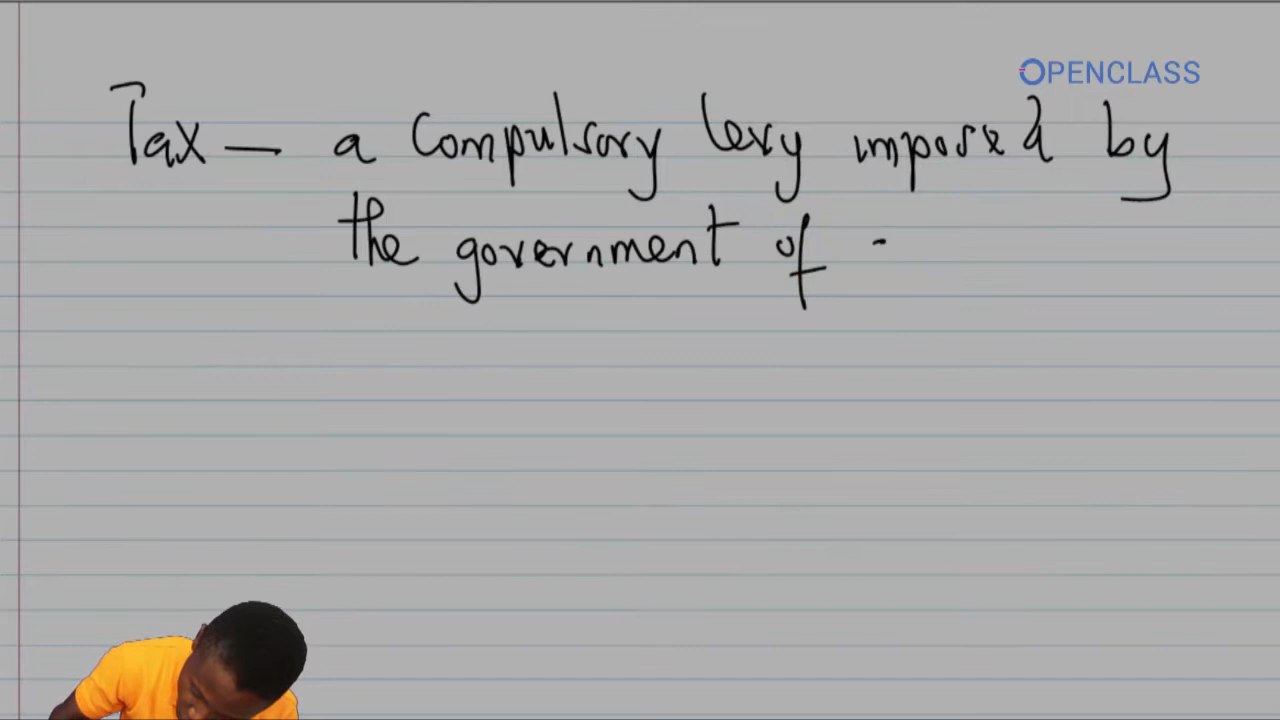 OPENCLASS
Tax — a compulsory levy imposed by
the government of